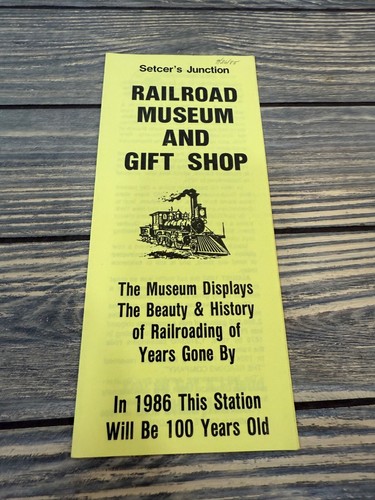 Setcer's Junction
RAILROAD
MUSEUM
AND
GIFT SHOP
The Museum Displays
The Beauty & History
of Railroading of
Years Gone By
In 1986 This Station
Will Be 100 Years Old